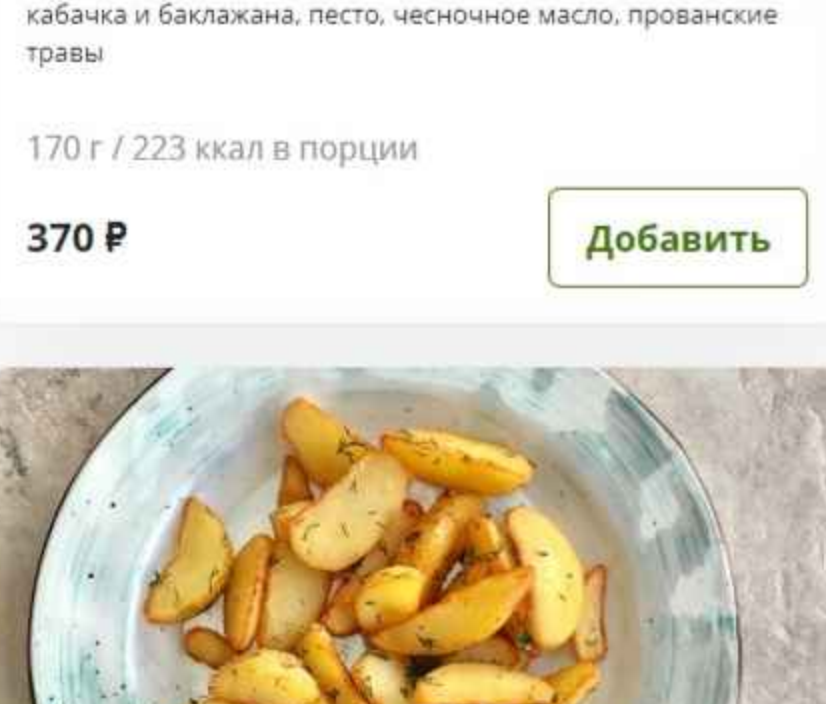 кабачка и баклажана, песто, чесночное масло, прованские
травы
170 г / 223 ккал в порции
370 ₽
Добавить